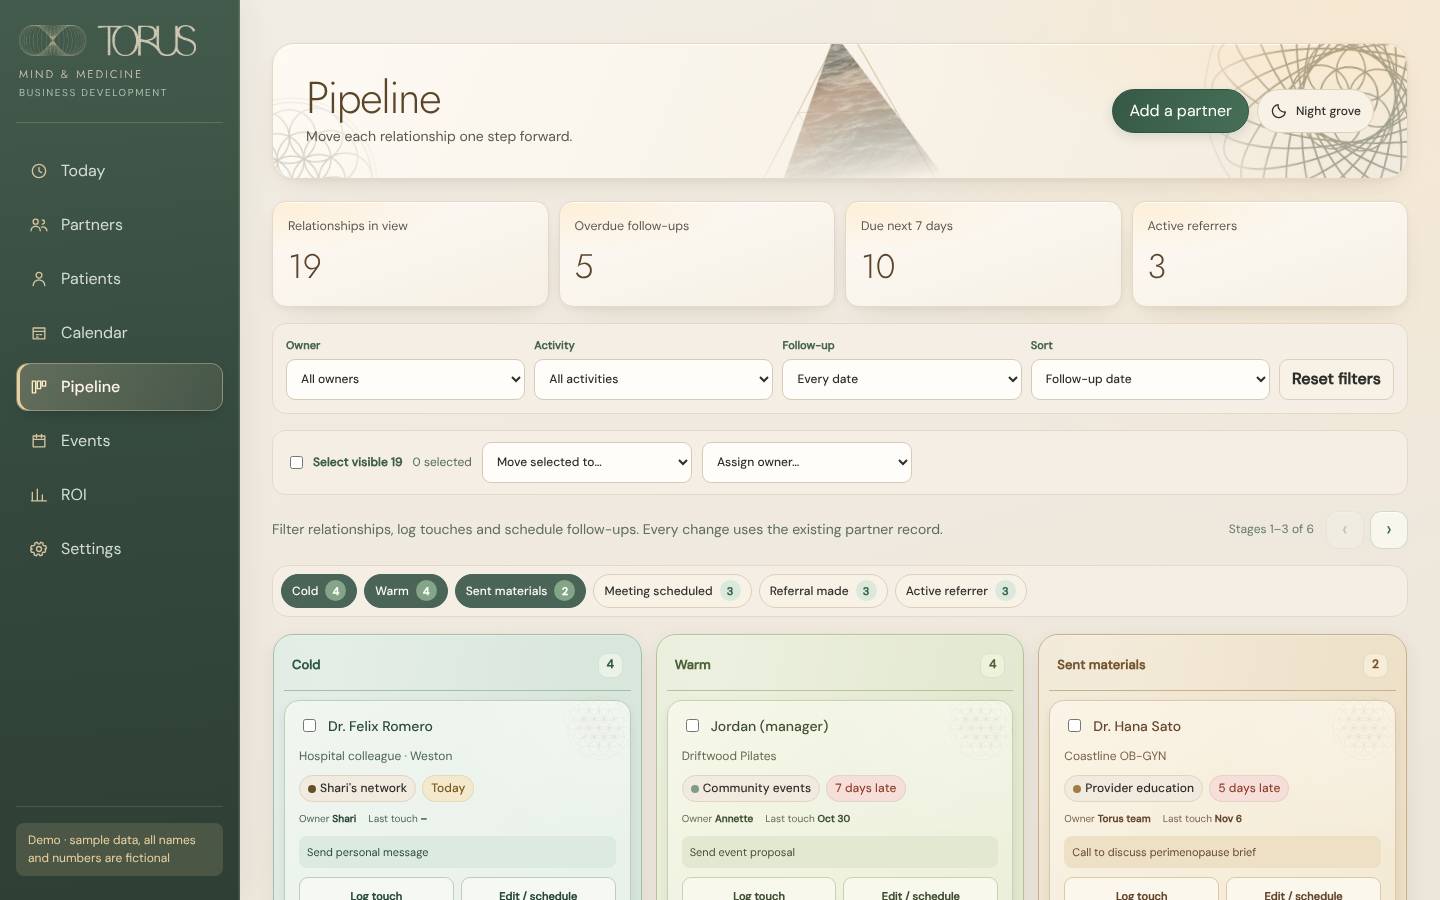 TORUS
MIND & MEDICINE
BUSINESS DEVELOPMENT
Today
Partners
Patients
Calendar
Pipeline
Events
ROI
Settings
Demo · sample data, all names
and numbers are fictional
Pipeline
Move each relationship one step forward.
Add a partner
Night grove
Relationships in view
19
Overdue follow-ups
5
Due next 7 days
10
Active referrers
3
Owner
All owners
Activity
All activities
Follow-up
Every date
Sort
Follow-up date
Reset filters
Select visible 19 0 selected
Move selected to...
Assign owner...
Filter relationships, log touches and schedule follow-ups. Every change uses the existing partner record.
Stages 1–3 of 6 ‹ ›
Cold 4
Warm 4
Sent materials 2
Meeting scheduled 3
Referral made 3
Active referrer 3
Cold 4
Dr. Felix Romero
Hospital colleague · Weston
Shari's network Today
Owner Shari Last touch –
Send personal message
Log touch Edit / schedule
Warm 4
Jordan (manager)
Driftwood Pilates
Community events 7 days late
Owner Annette Last touch Oct 30
Send event proposal
Log touch Edit / schedule
Sent materials 2
Dr. Hana Sato
Coastline OB-GYN
Provider education 5 days late
Owner Torus team Last touch Nov 6
Call to discuss perimenopause brief
Log touch Edit / schedule